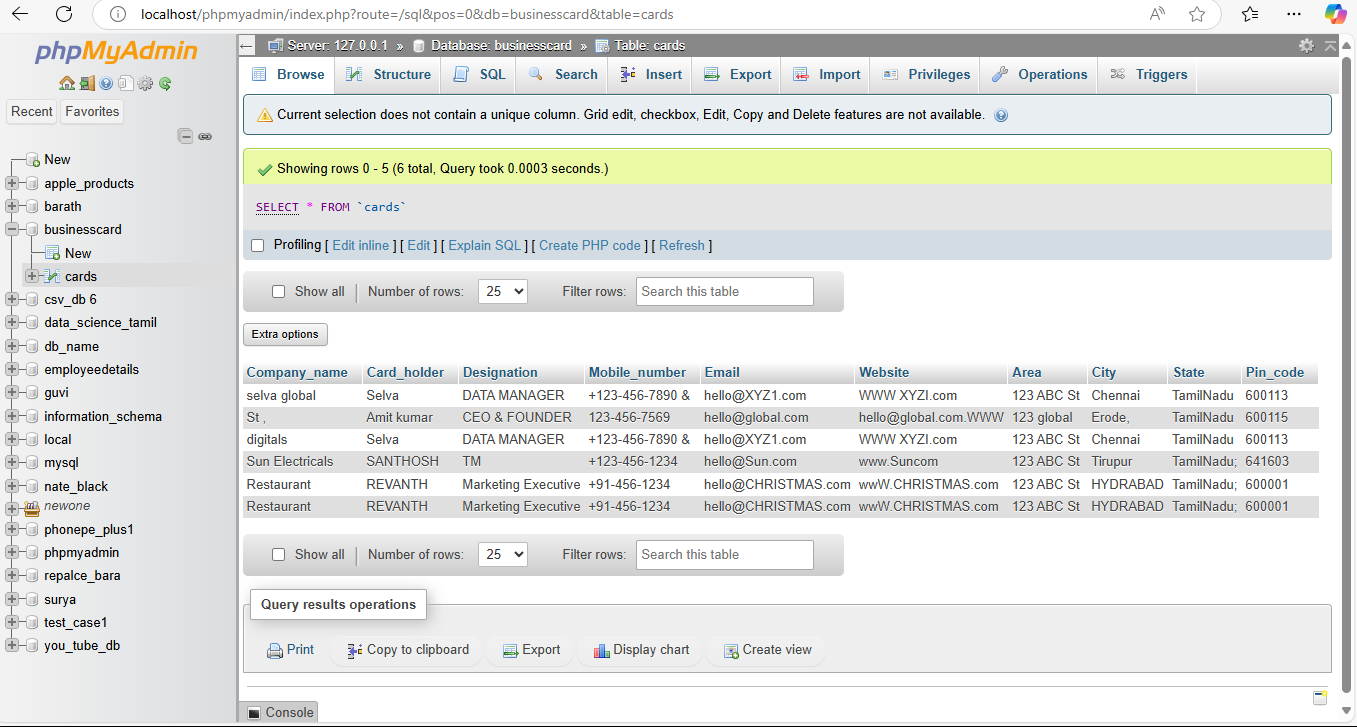 localhost/phpmyadmin/index.php?route=/sql&pos=0&db=businesscard&table=cards
phpMyAdmin
Recent Favorites
New
apple_products
barath
businesscard
New
cards
csv_db 6
data_science_tamil
db_name
employeedetails
guvi
information_schema
local
mysql
nate_black
newone
phonepe_plus1
phpmyadmin
repalce_bara
surya
test_case1
you_tube_db
Server: 127.0.0.1 » Database: businesscard » Table: cards
Browse Structure SQL Search Insert Export Import Privileges Operations Triggers
Current selection does not contain a unique column. Grid edit, checkbox, Edit, Copy and Delete features are not available.
Showing rows 0 - 5 (6 total, Query took 0.0003 seconds.)
SELECT * FROM `cards`
Profiling [ Edit inline ] [ Edit ] [ Explain SQL ] [ Create PHP code ] [ Refresh ]
Show all | Number of rows: 25 Filter rows: Search this table
Extra options
Company_name Card_holder Designation Mobile_number Email Website Area City State Pin_code
selva global Selva DATA MANAGER +123-456-7890 & hello@XYZ1.com WWW XYZI.com 123 ABC St Chennai TamilNadu 600113
St , Amit kumar CEO & FOUNDER 123-456-7569 hello@global.com hello@global.com.WWW 123 global Erode, TamilNadu 600115
digitals Selva DATA MANAGER +123-456-7890 & hello@XYZ1.com WWW XYZI.com 123 ABC St Chennai TamilNadu 600113
Sun Electricals SANTHOSH TM +123-456-1234 hello@Sun.com www.Suncom 123 ABC St Tirupur TamilNadu; 641603
Restaurant REVANTH Marketing Executive +91-456-1234 hello@CHRISTMAS.com wwW.CHRISTMAS.com 123 ABC St HYDRABAD TamilNadu; 600001
Restaurant REVANTH Marketing Executive +91-456-1234 hello@CHRISTMAS.com wwW.CHRISTMAS.com 123 ABC St HYDRABAD TamilNadu; 600001
Show all | Number of rows: 25 Filter rows: Search this table
Query results operations
Print Copy to clipboard Export Display chart Create view
Console